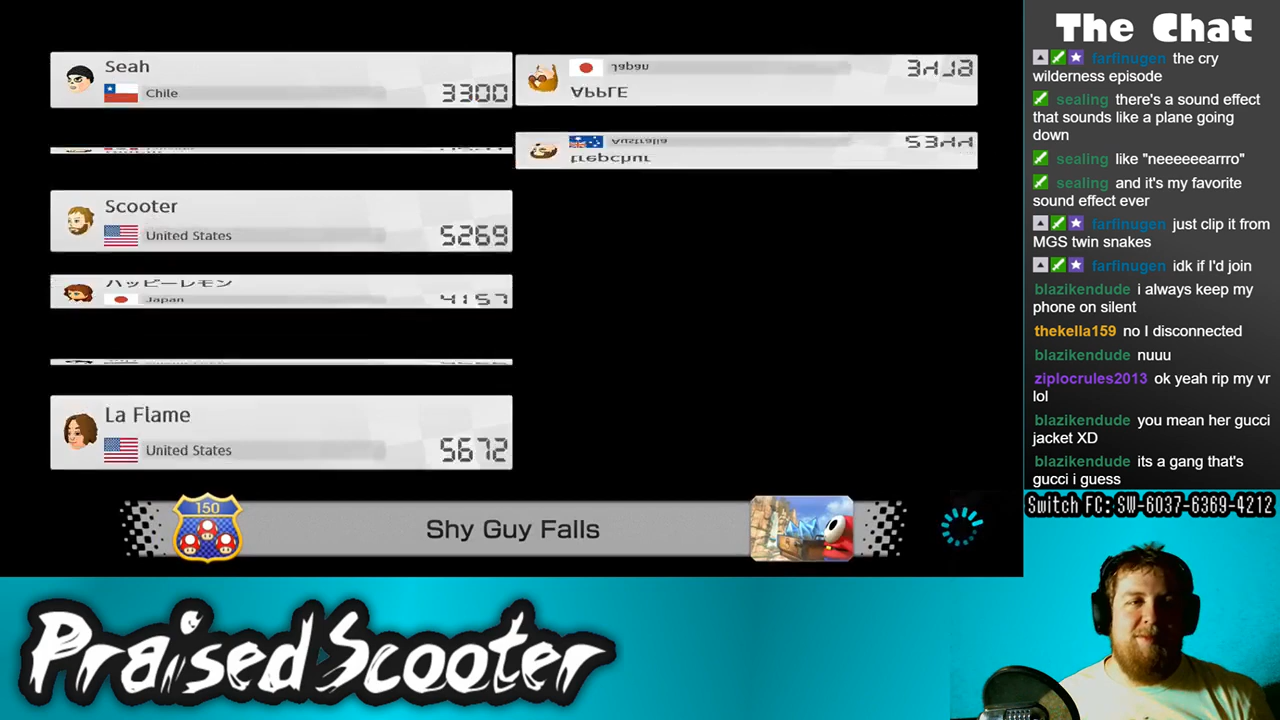 Seah
Chile
3300
Scooter
United States
5269
ハッピーレモン
Japan
4157
La Flame
United States
5672
Japan
APPLE
Australia
trepchur
150
Shy Guy Falls
The Chat
farfinugen the cry
wilderness episode
sealing there's a sound effect
that sounds like a plane going
down
sealing like "neeeeeearrro"
sealing and it's my favorite
sound effect ever
farfinugen just clip it from
MGS twin snakes
farfinugen idk if I'd join
blazikendude i always keep my
phone on silent
thekella159 no I disconnected
blazikendude nuuu
ziplocrules2013 ok yeah rip my vr
lol
blazikendude you mean her gucci
jacket XD
blazikendude its a gang that's
gucci i guess
Switch FC: SW-6037-6369-4212
PraisedScooter